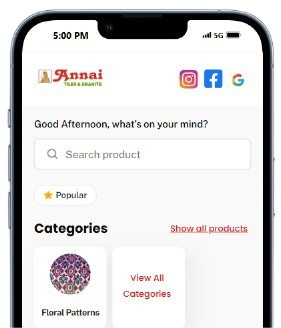 5:00 PM
5G
Annai
TILES & GRANITE
G
Good Afternoon, what's on your mind?
Search product
Popular
Categories
Show all products
Floral Patterns
View All
Categories